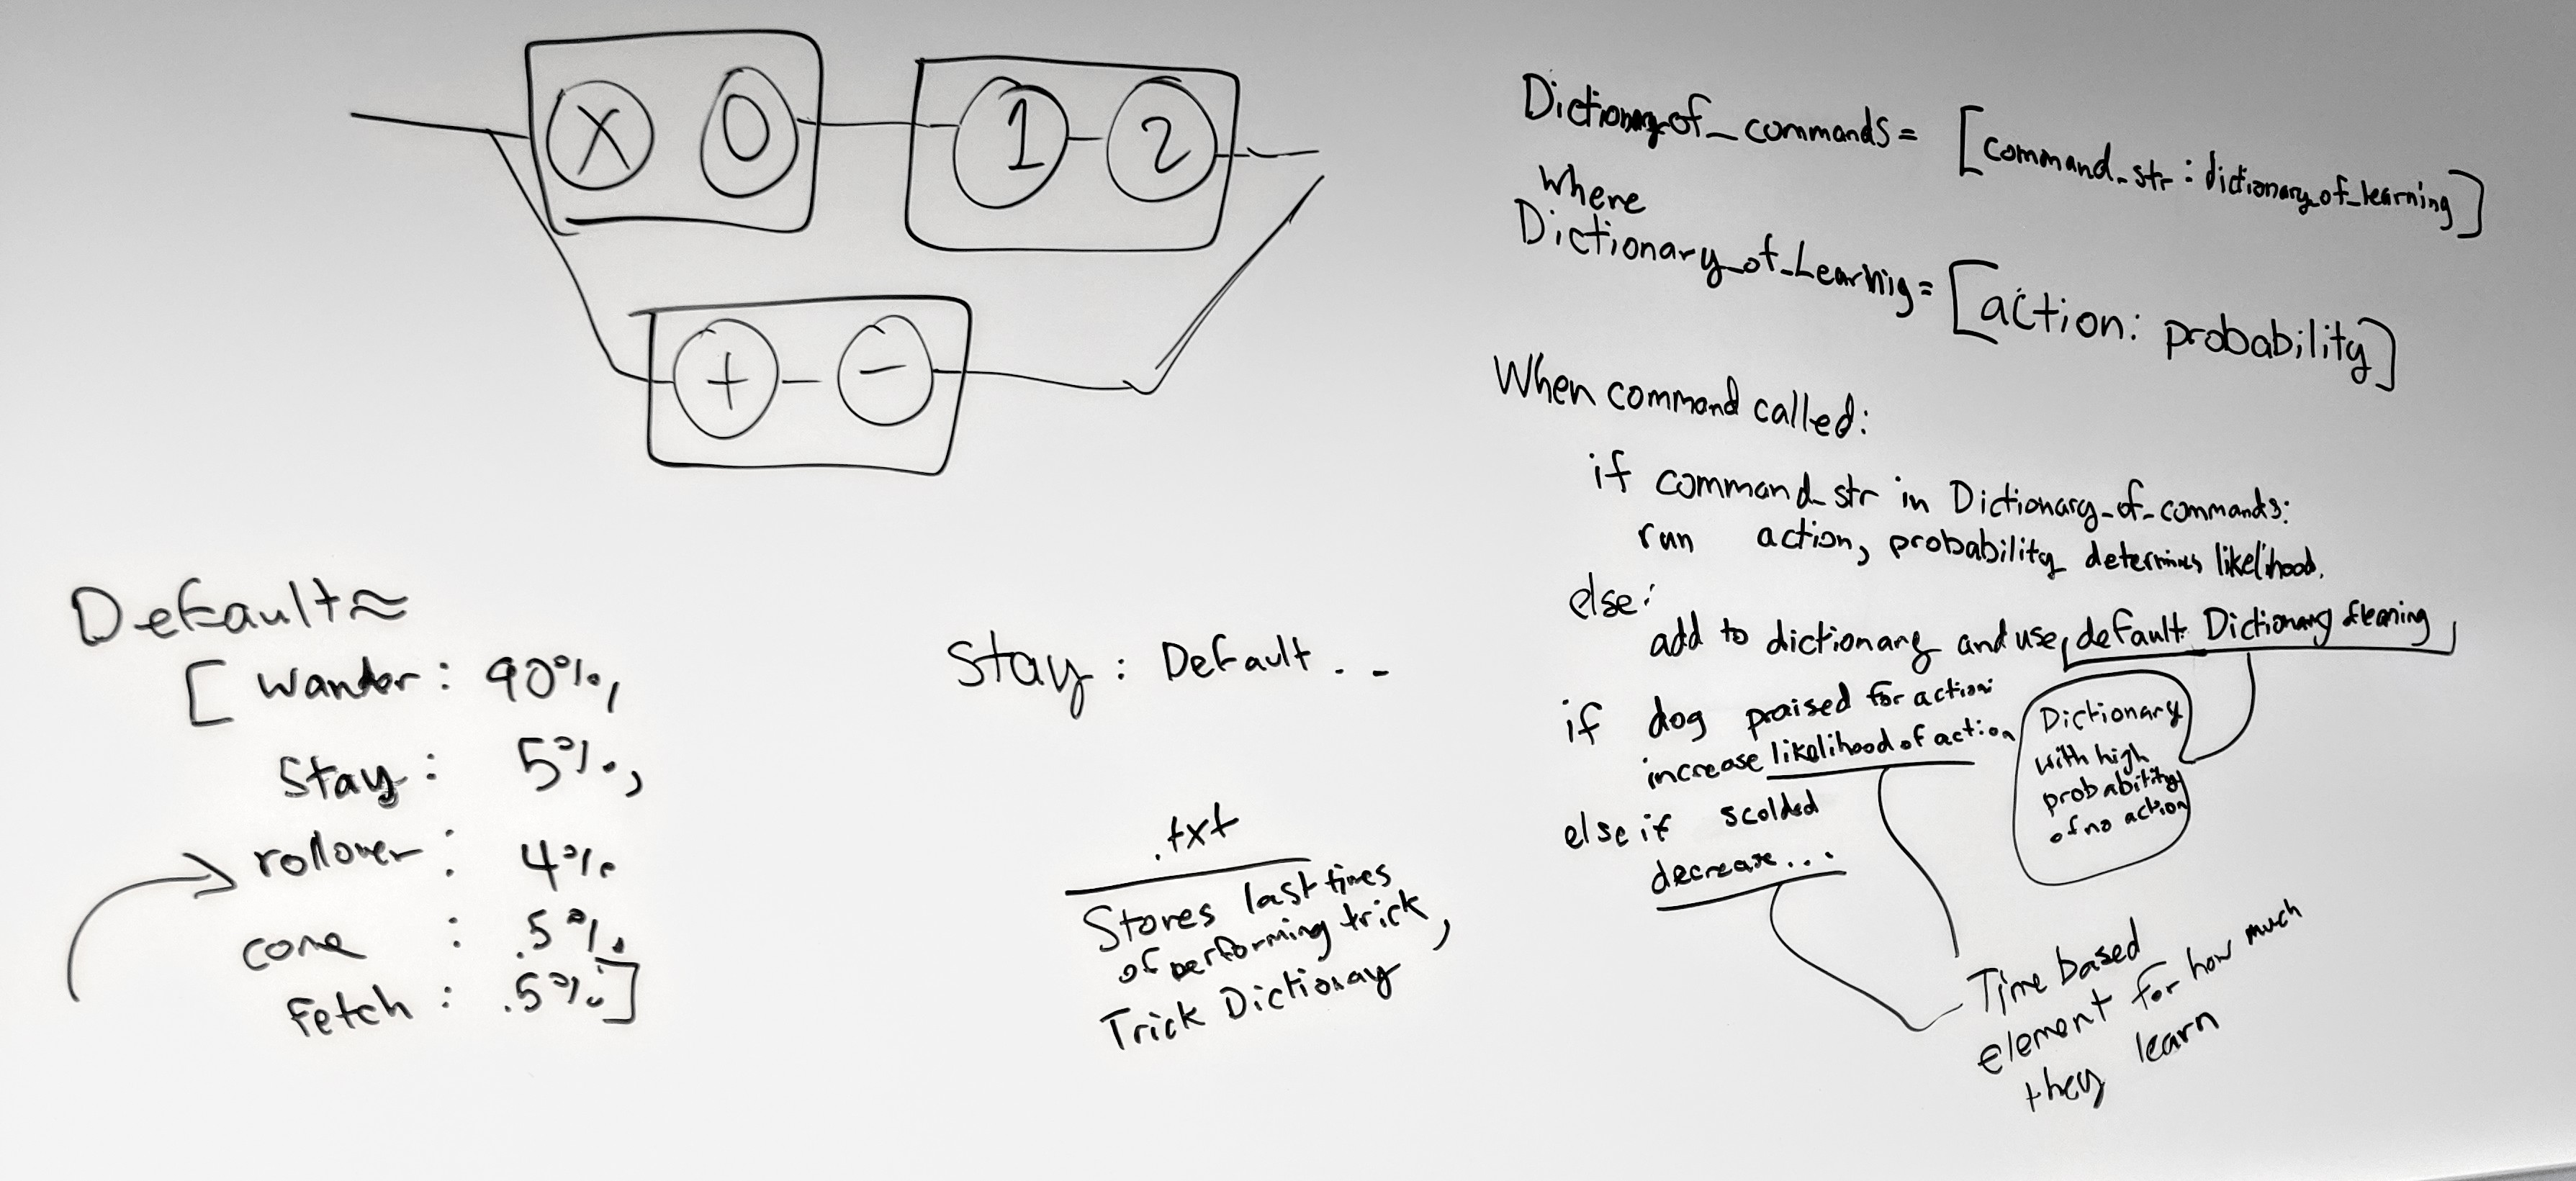 X 0 1 2
+ -
Dictionary_of_commands = [command_str : dictionary_of_learning]
where
Dictionary_of_Learnig = [action: probability]
When command called:
if command_str in Dictionary_of_commands:
run action, probability determines likelihood.
else:
add to dictionary and use default Dictionary
if dog praised for action:
increase likelihood of action
else if scolded
decrease...
Dictionary
with high
probability
of no action
Time based
element for how much
they learn
Default ≈
[Wander: 90%,
Stay: 5%,
rollover: 4%
come : .5%,
Fetch : .5%]
Stay : Default . .
.txt
Stores last times
of performing trick,
Trick Dictionay